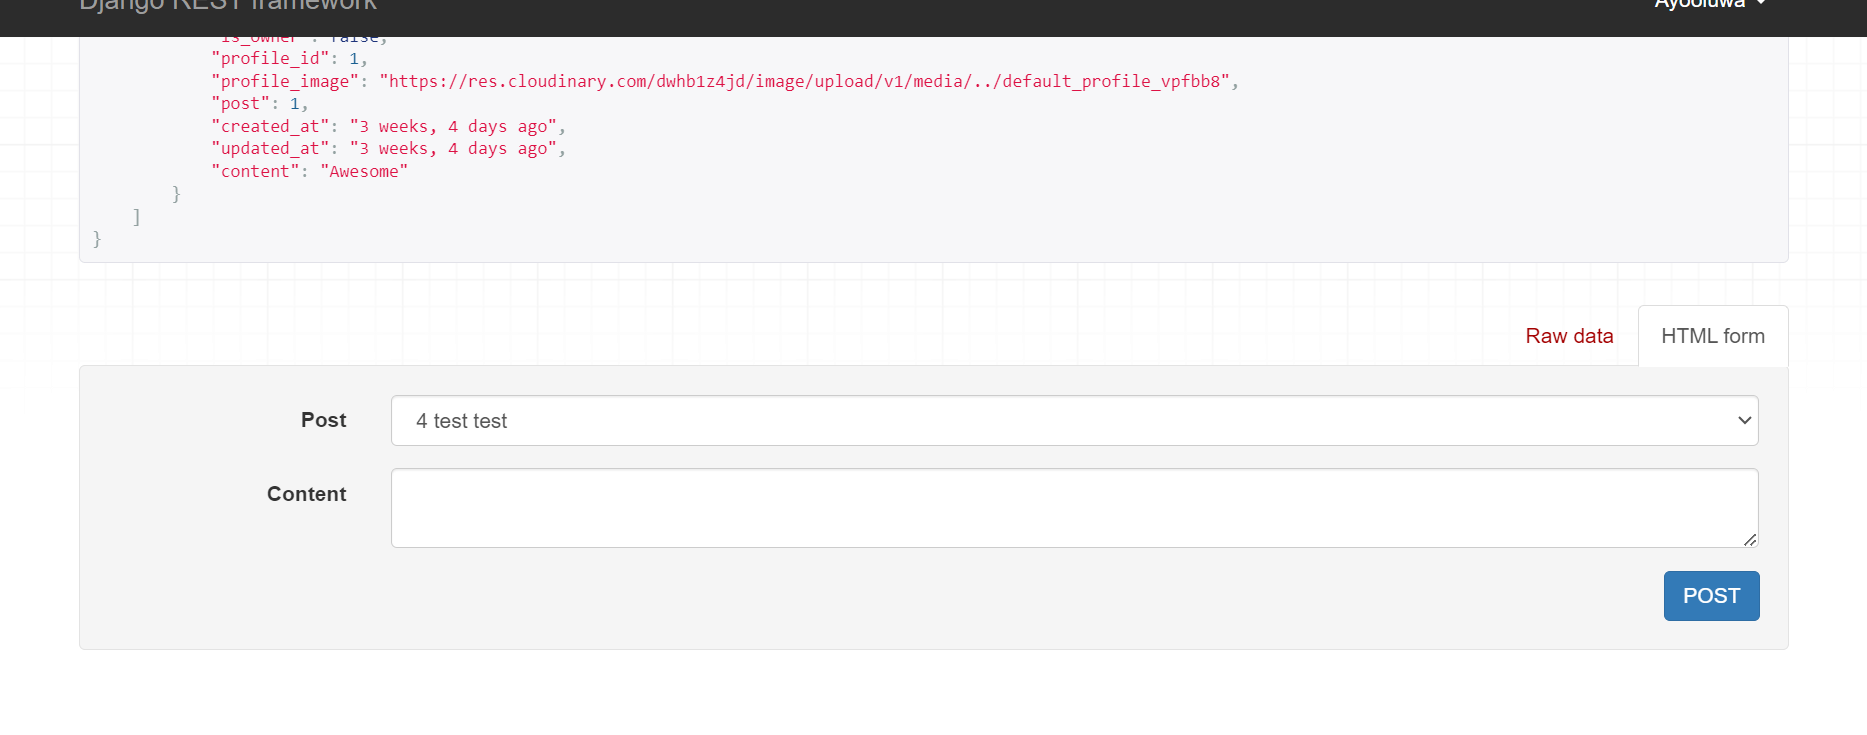 Django REST framework
Ayooluwa
"is_owner": false,
"profile_id": 1,
"profile_image": "https://res.cloudinary.com/dwhb1z4jd/image/upload/v1/media/../default_profile_vpfbb8",
"post": 1,
"created_at": "3 weeks, 4 days ago",
"updated_at": "3 weeks, 4 days ago",
"content": "Awesome"
}
]
}
Raw data
HTML form
Post
4 test test
Content
POST